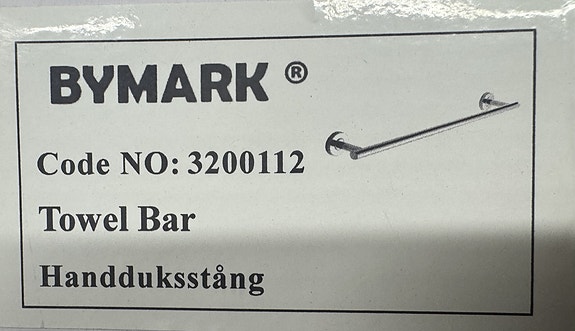 BYMARK ®
Code NO: 3200112
Towel Bar
Handduksstång